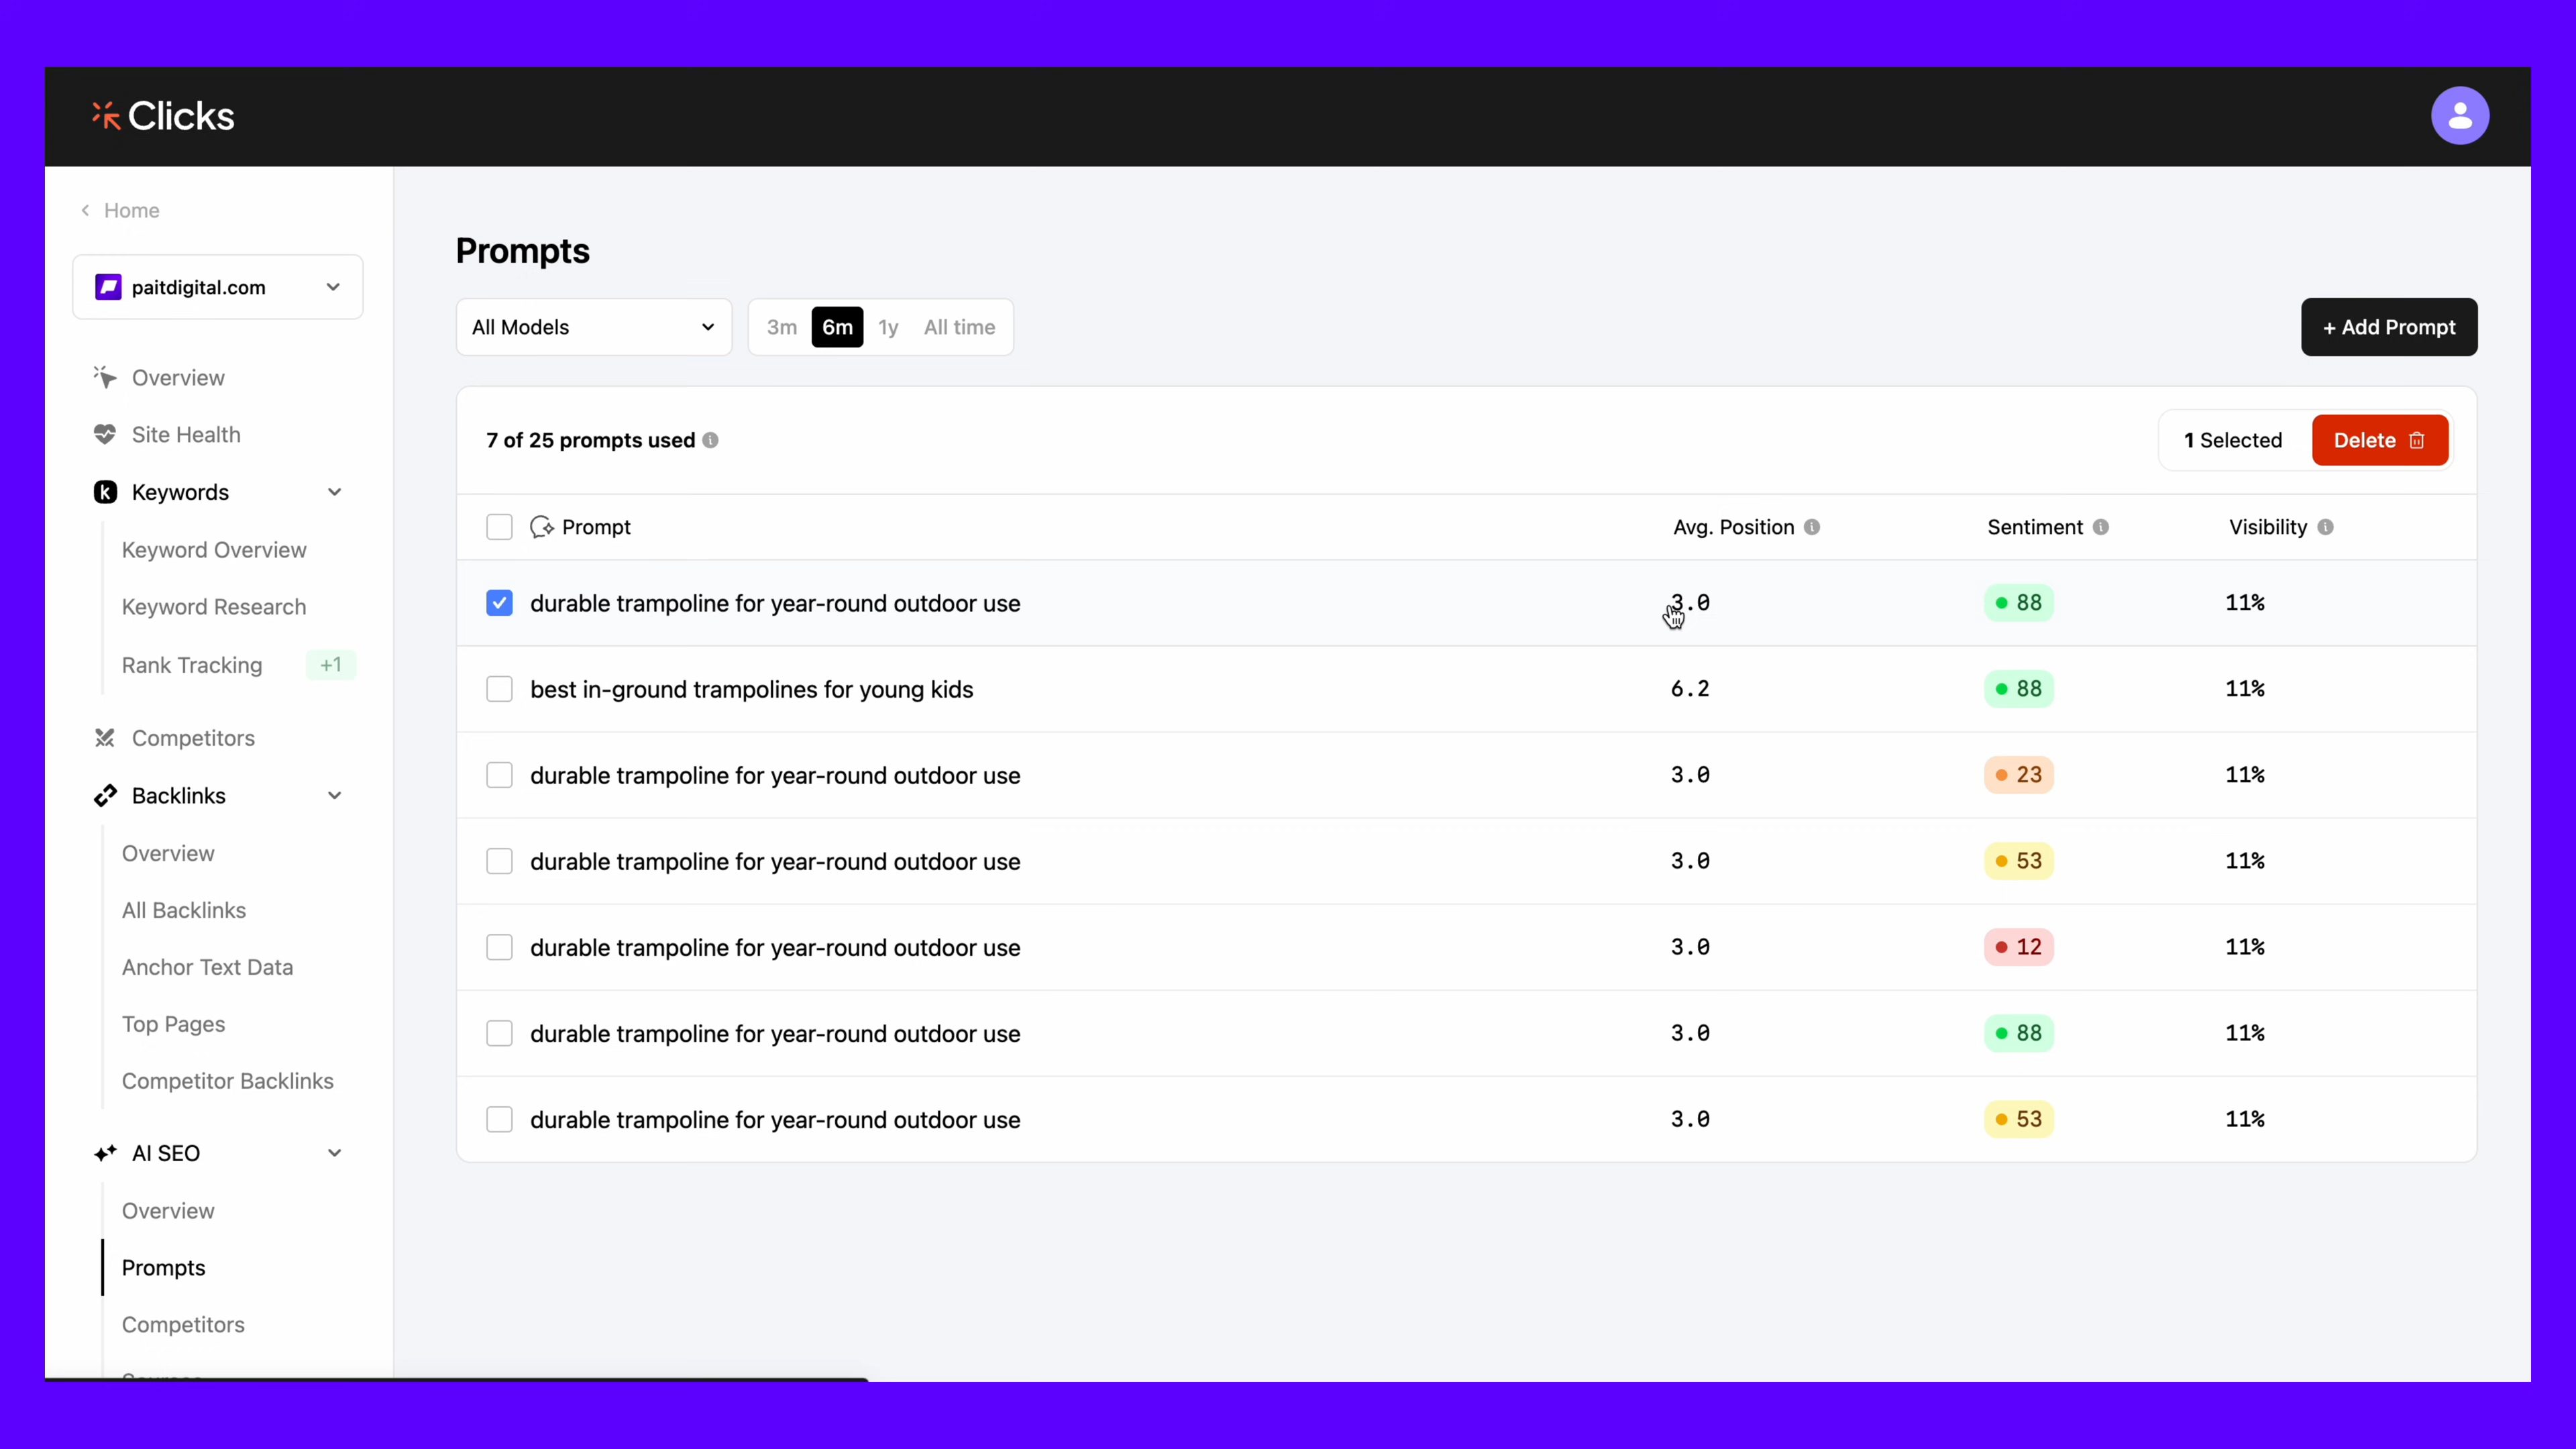 Clicks
Home
paitdigital.com
Overview
Site Health
Keywords
Keyword Overview
Keyword Research
Rank Tracking +1
Competitors
Backlinks
Overview
All Backlinks
Anchor Text Data
Top Pages
Competitor Backlinks
AI SEO
Overview
Prompts
Competitors
Prompts
All Models 3m 6m 1y All time + Add Prompt
7 of 25 prompts used 1 Selected Delete
Prompt Avg. Position Sentiment Visibility
durable trampoline for year-round outdoor use 3.0 88 11%
best in-ground trampolines for young kids 6.2 88 11%
durable trampoline for year-round outdoor use 3.0 23 11%
durable trampoline for year-round outdoor use 3.0 53 11%
durable trampoline for year-round outdoor use 3.0 12 11%
durable trampoline for year-round outdoor use 3.0 88 11%
durable trampoline for year-round outdoor use 3.0 53 11%